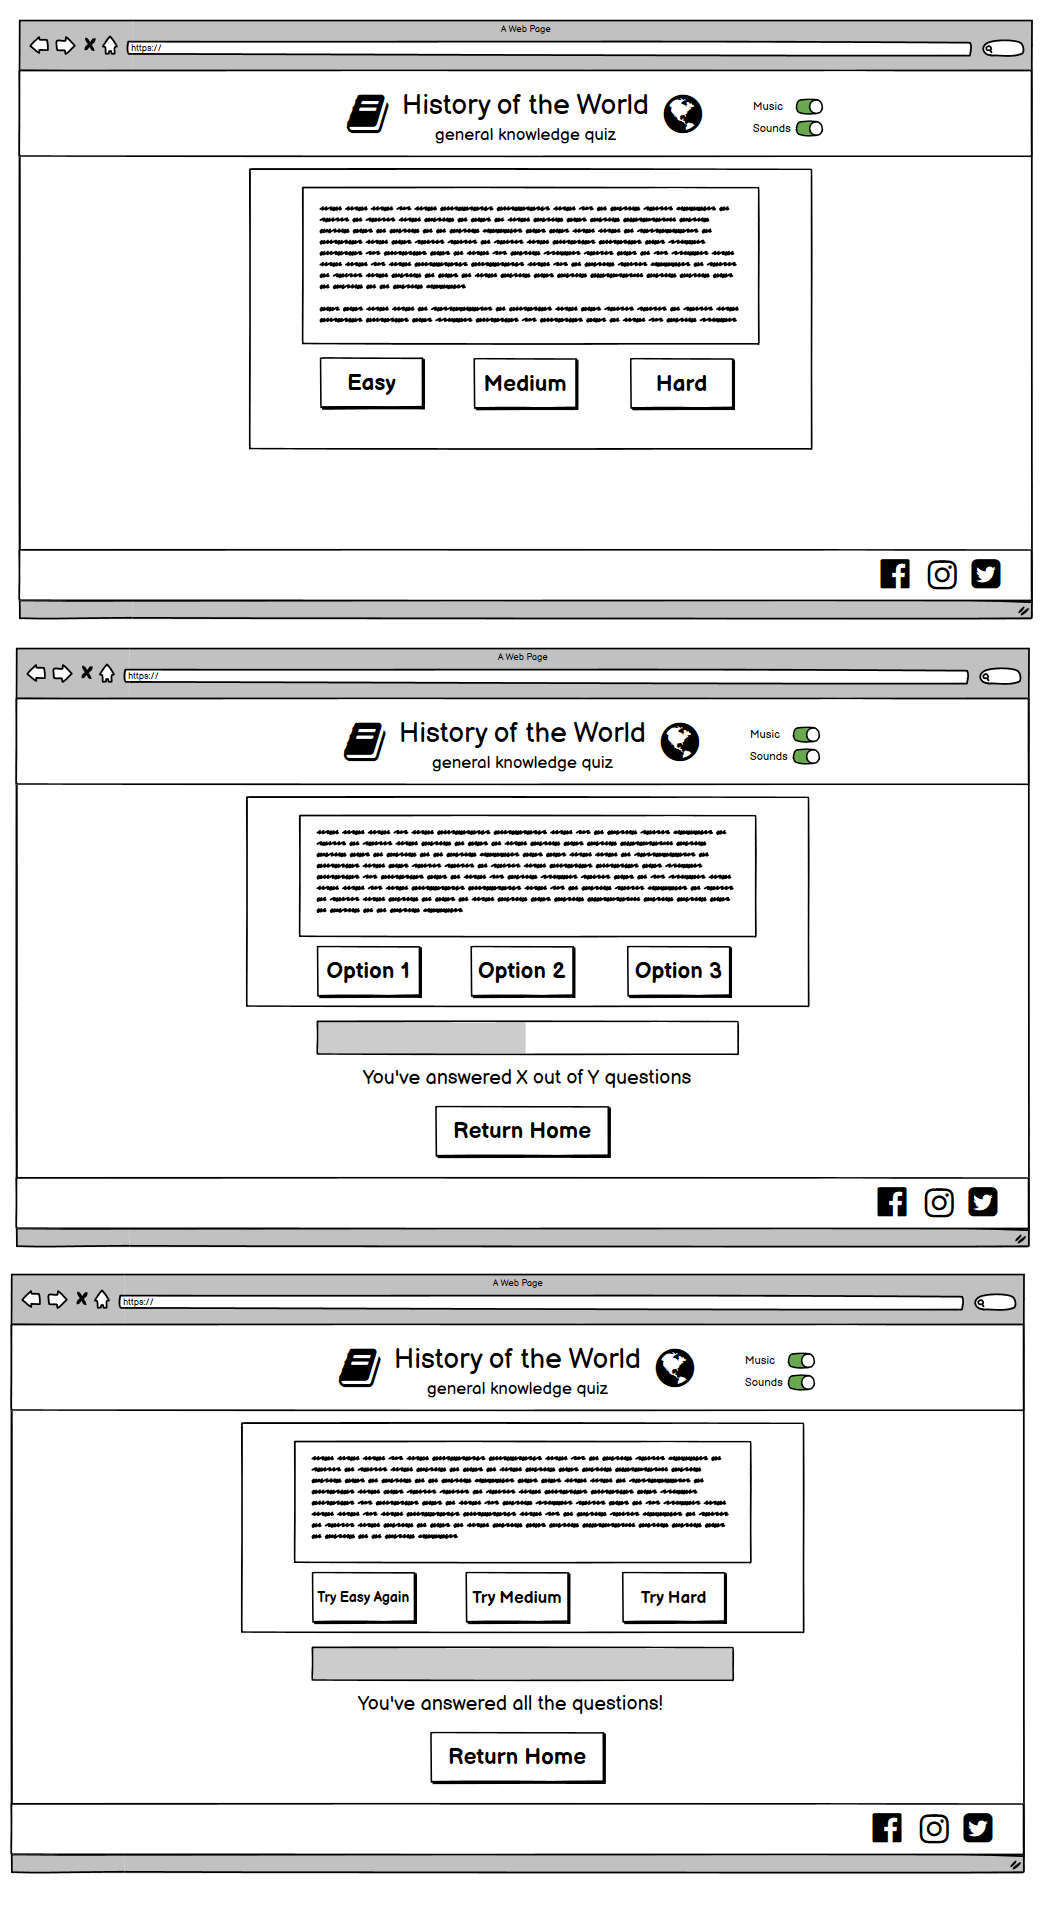 A Web Page
https://
History of the World
general knowledge quiz
Music
Sounds
Easy
Medium
Hard
A Web Page
https://
History of the World
general knowledge quiz
Music
Sounds
Option 1
Option 2
Option 3
You've answered X out of Y questions
Return Home
A Web Page
https://
History of the World
general knowledge quiz
Music
Sounds
Try Easy Again
Try Medium
Try Hard
You've answered all the questions!
Return Home